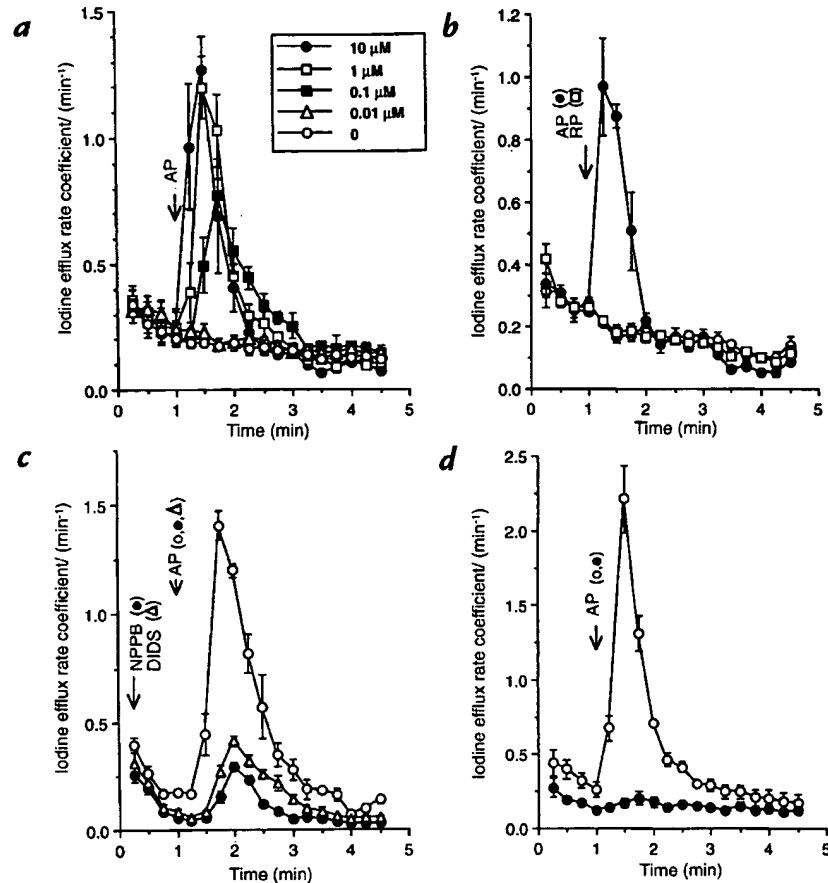 a
Iodine efflux rate coefficient/ (min⁻¹)
1.5
1.0
0.5
0.0
AP
10 μM
1 μM
0.1 μM
0.01 μM
0
0 1 2 3 4 5
Time (min)
b
Iodine efflux rate coefficient/ (min⁻¹)
1.2
1.0
0.8
0.6
0.4
0.2
0.0
AP (●)
RP (□)
0 1 2 3 4 5
Time (min)
c
Iodine efflux rate coefficient/ (min⁻¹)
1.5
1.0
0.5
0.0
NPPB (●)
DIDS (Δ)
AP (o,●,Δ)
0 1 2 3 4 5
Time (min)
d
Iodine efflux rate coefficient/ (min⁻¹)
2.5
2.0
1.5
1.0
0.5
0.0
AP (o,●)
0 1 2 3 4 5
Time (min)